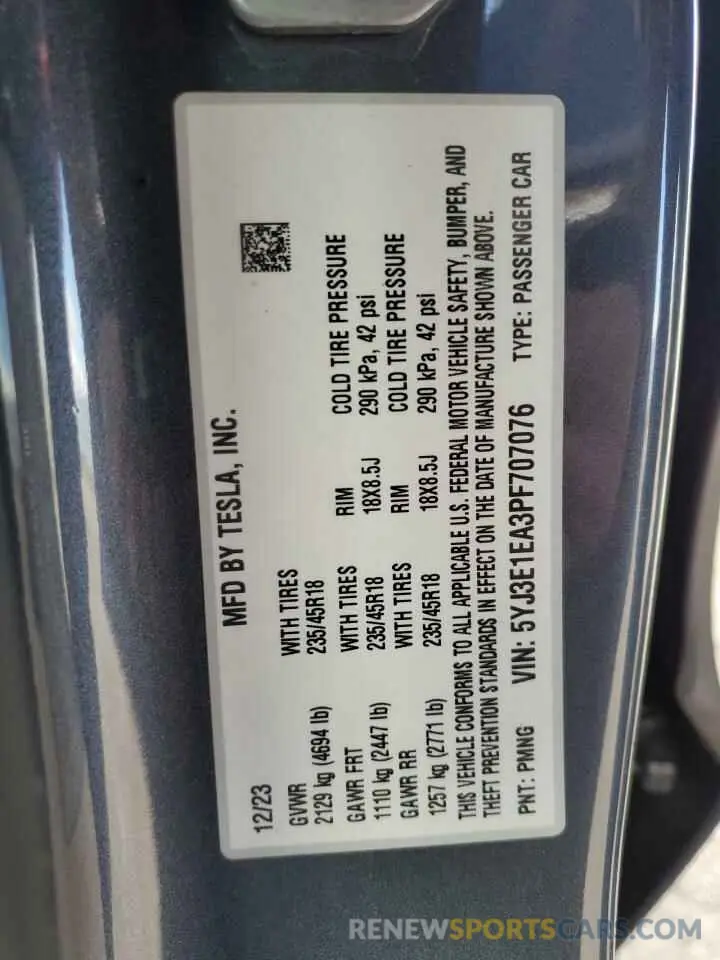 MFD BY TESLA, INC.
12/23
GVWR WITH TIRES
2129 kg (4694 lb) 235/45R18
GAWR FRT WITH TIRES RIM COLD TIRE PRESSURE
1110 kg (2447 lb) 235/45R18 18X8.5J 290 kPa, 42 psi
GAWR RR WITH TIRES RIM COLD TIRE PRESSURE
1257 kg (2771 lb) 235/45R18 18X8.5J 290 kPa, 42 psi
THIS VEHICLE CONFORMS TO ALL APPLICABLE U.S. FEDERAL MOTOR VEHICLE SAFETY, BUMPER, AND
THEFT PREVENTION STANDARDS IN EFFECT ON THE DATE OF MANUFACTURE SHOWN ABOVE.
PNT: PMNG VIN: 5YJ3E1EA3PF707076 TYPE: PASSENGER CAR
RENEWSPORTSCARS.COM